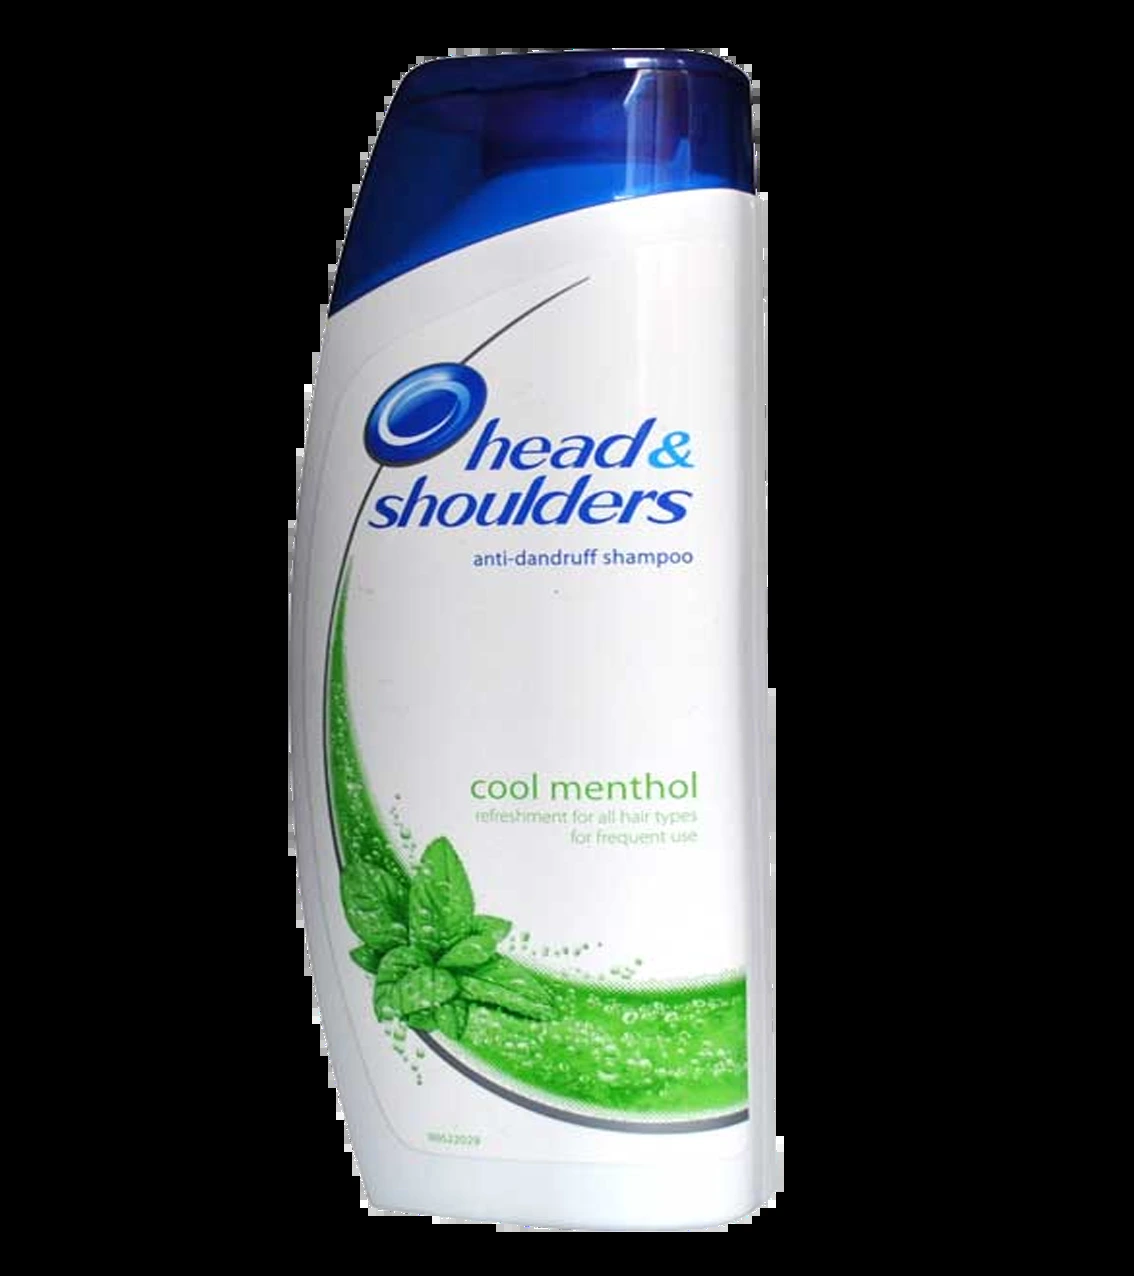 head &
shoulders
anti-dandruff shampoo
cool menthol
refreshment for all hair types
for frequent use